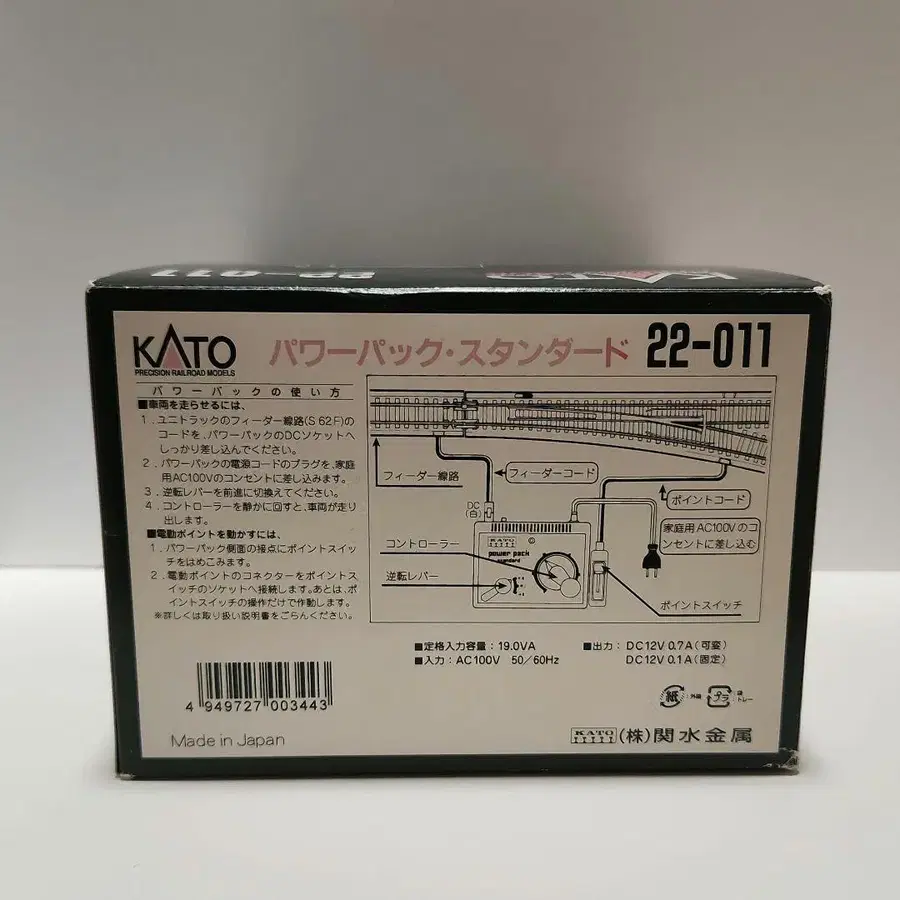 22-011
KATO
KATO
PRECISION RAILROAD MODELS
パワーパック・スタンダード 22-011
パワーパックの使い方
■車両を走らせるには、
1．ユニトラックのフィーダー線路(S62F)の
コードを、パワーパックのDCソケットへ
しっかり差し込んでください。
2．パワーパックの電源コードのプラグを、家庭
用AC100Vのコンセントに差し込みます。
3．逆転レバーを前進に切換えてください。
4．コントローラーを静かに回すと、車両が走り
出します。
■電動ポイントを動かすには、
1．パワーパック側面の接点にポイントスイッ
チをはめこみます。
2．電動ポイントのコネクターをポイントス
イッチのソケットへ接続します。あとは、ポ
イントスイッチの操作だけで作動します。
※詳しくは取り扱い説明書をごらんください。
フィーダー線路
フィーダーコード
ポイントコード
DC
(白)
家庭用AC100Vのコ
ンセントに差し込む
コントローラー
逆転レバー
KATO
©
power pack
standard
ポイントスイッチ
■定格入力容量：19.0VA
■入力：AC100V 50／60Hz
■出力：DC12V 0.7A(可変)
DC12V 0.1A(固定)
4 949727 003443
紙
：外箱
プラ
：袋
トレー
Made in Japan
KATO
(株)関水金属